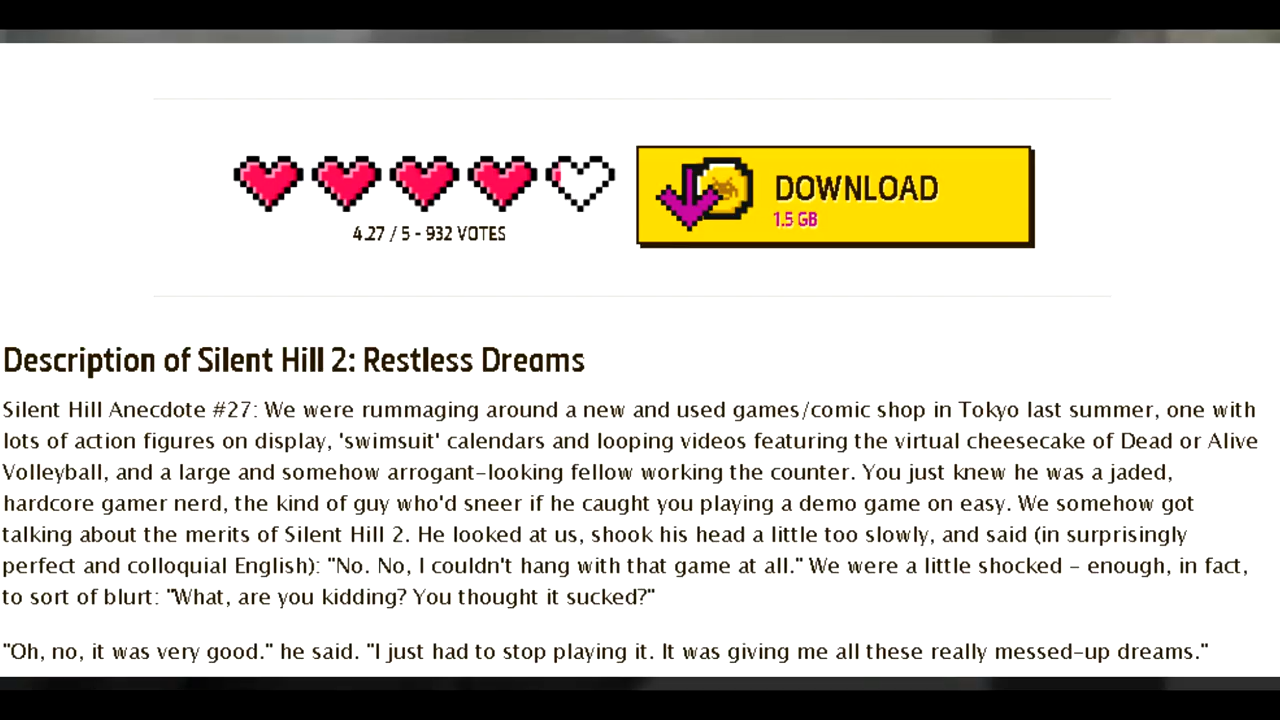 DOWNLOAD
1.5 GB
4.27 / 5 - 932 VOTES
Description of Silent Hill 2: Restless Dreams
Silent Hill Anecdote #27: We were rummaging around a new and used games/comic shop in Tokyo last summer, one with
lots of action figures on display, 'swimsuit' calendars and looping videos featuring the virtual cheesecake of Dead or Alive
Volleyball, and a large and somehow arrogant-looking fellow working the counter. You just knew he was a jaded,
hardcore gamer nerd, the kind of guy who'd sneer if he caught you playing a demo game on easy. We somehow got
talking about the merits of Silent Hill 2. He looked at us, shook his head a little too slowly, and said (in surprisingly
perfect and colloquial English): "No. No, I couldn't hang with that game at all." We were a little shocked - enough, in fact,
to sort of blurt: "What, are you kidding? You thought it sucked?"
"Oh, no, it was very good." he said. "I just had to stop playing it. It was giving me all these really messed-up dreams."